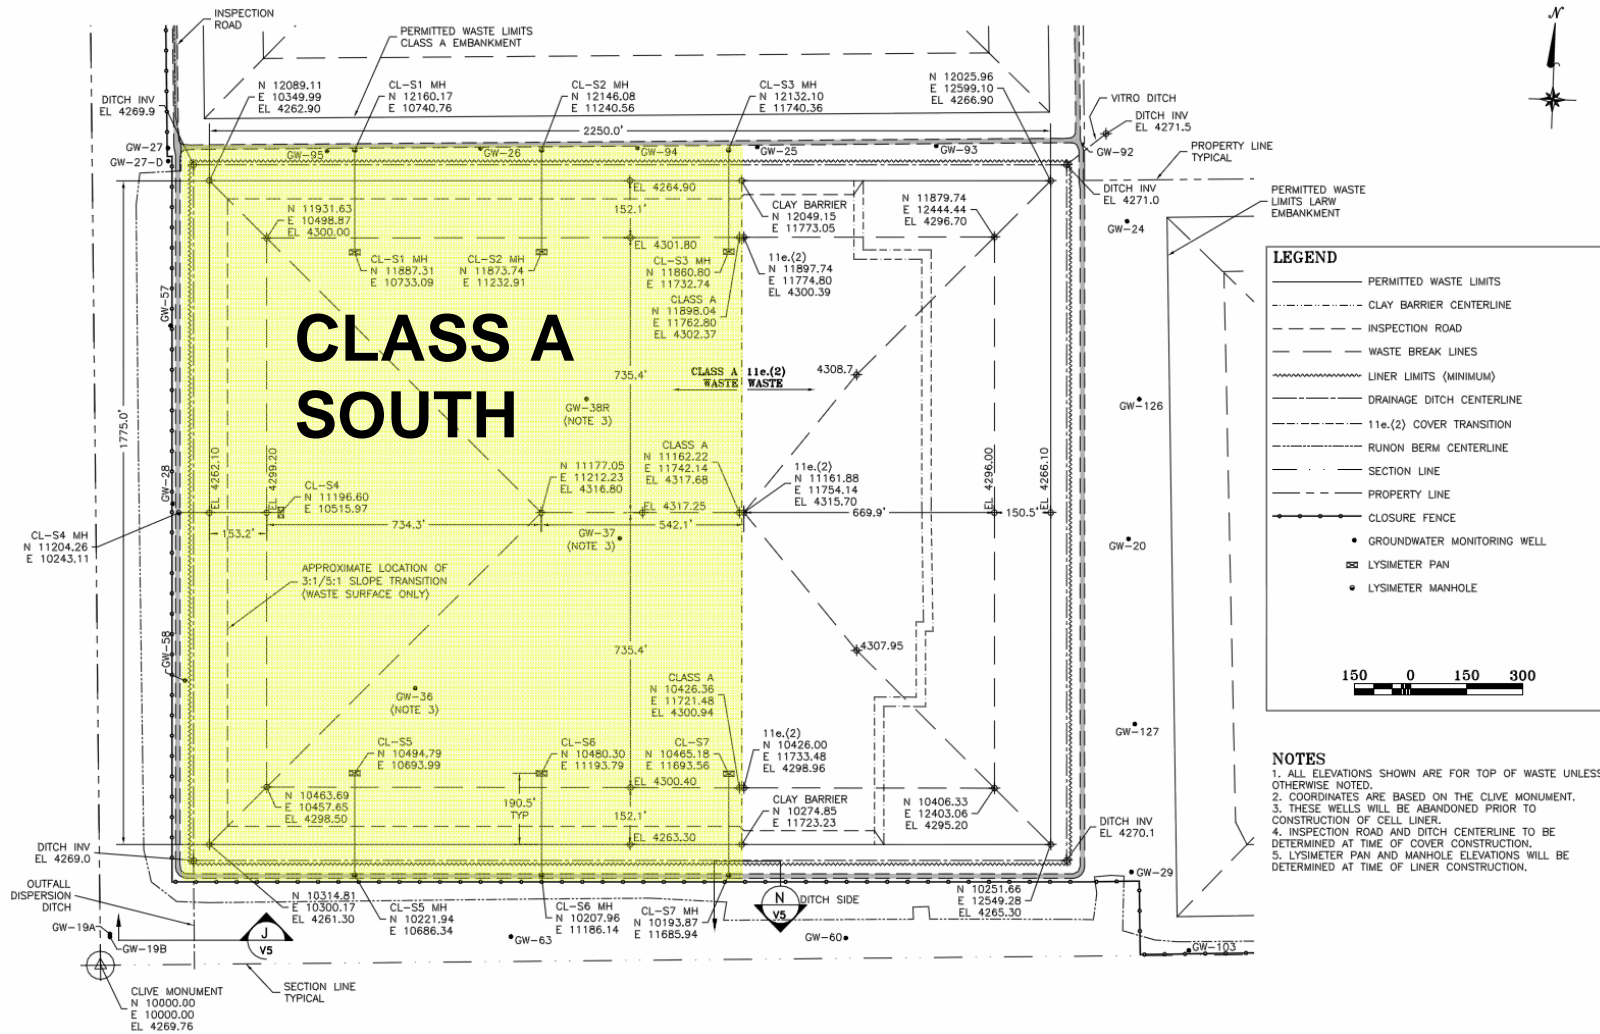 INSPECTION
ROAD
PERMITTED WASTE LIMITS
CLASS A EMBANKMENT
N
DITCH INV
EL 4269.9
N 12089.11
E 10349.99
EL 4262.90
CL-S1 MH
N 12160.17
E 10740.76
CL-S2 MH
N 12146.08
E 11240.56
CL-S3 MH
N 12132.10
E 11740.36
N 12025.96
E 12599.10
EL 4266.90
VITRO DITCH
DITCH INV
EL 4271.5
2250.0'
GW-27
GW-27-D
GW-95
GW-26
GW-94
GW-25
GW-93
GW-92
PROPERTY LINE
TYPICAL
DITCH INV
EL 4271.0
PERMITTED WASTE
LIMITS LARW
EMBANKMENT
EL 4264.90
152.1'
CLAY BARRIER
N 12049.15
E 11773.05
N 11879.74
E 12444.44
EL 4296.70
N 11931.63
E 10498.87
EL 4300.00
GW-24
EL 4301.80
CL-S1 MH
N 11887.31
E 10733.09
CL-S2 MH
N 11873.74
E 11232.91
CL-S3 MH
N 11860.80
E 11732.74
11e.(2)
N 11897.74
E 11774.80
EL 4300.39
CLASS A
N 11898.04
E 11762.80
EL 4302.37
GW-57
CLASS A
SOUTH
735.4'
CLASS A 11e.(2)
WASTE WASTE
4308.7
GW-38R
(NOTE 3)
GW-126
1775.0'
EL 4262.10
EL 4299.20
GW-28
CL-S4
N 11196.60
E 10515.97
N 11177.05
E 11212.23
EL 4316.80
CLASS A
N 11162.22
E 11742.14
EL 4317.68
11e.(2)
N 11161.88
E 11754.14
EL 4315.70
EL 4296.00
EL 4266.10
EL 4317.25
153.2'
734.3'
542.1'
669.9'
150.5'
CL-S4 MH
N 11204.26
E 10243.11
GW-37
(NOTE 3)
GW-20
APPROXIMATE LOCATION OF
3:1/5:1 SLOPE TRANSITION
(WASTE SURFACE ONLY)
GW-58
735.4'
4307.95
GW-36
(NOTE 3)
CLASS A
N 10426.36
E 11721.48
EL 4300.94
GW-127
CL-S5
N 10494.79
E 10693.99
CL-S6
N 10480.30
E 11193.79
CL-S7
N 10465.18
E 11693.56
11e.(2)
N 10426.00
E 11733.48
EL 4298.96
EL 4300.40
N 10463.69
E 10457.65
EL 4298.50
190.5'
TYP
152.1'
CLAY BARRIER
N 10274.85
E 11723.23
N 10406.33
E 12403.06
EL 4295.20
EL 4263.30
DITCH INV
EL 4269.0
DITCH INV
EL 4270.1
OUTFALL
DISPERSION
DITCH
N 10314.81
E 10300.17
EL 4261.30
CL-S5 MH
N 10221.94
E 10686.34
CL-S6 MH
N 10207.96
E 11186.14
CL-S7 MH
N 10193.87
E 11685.94
N
V5
DITCH SIDE
N 10251.66
E 12549.28
EL 4265.30
GW-29
GW-19A
GW-19B
J
V5
GW-63
GW-60
GW-103
SECTION LINE
TYPICAL
CLIVE MONUMENT
N 10000.00
E 10000.00
EL 4269.76
LEGEND
PERMITTED WASTE LIMITS
CLAY BARRIER CENTERLINE
INSPECTION ROAD
WASTE BREAK LINES
LINER LIMITS (MINIMUM)
DRAINAGE DITCH CENTERLINE
11e.(2) COVER TRANSITION
RUNON BERM CENTERLINE
SECTION LINE
PROPERTY LINE
CLOSURE FENCE
GROUNDWATER MONITORING WELL
LYSIMETER PAN
LYSIMETER MANHOLE
150 0 150 300
NOTES
1. ALL ELEVATIONS SHOWN ARE FOR TOP OF WASTE UNLESS
OTHERWISE NOTED.
2. COORDINATES ARE BASED ON THE CLIVE MONUMENT.
3. THESE WELLS WILL BE ABANDONED PRIOR TO
CONSTRUCTION OF CELL LINER.
4. INSPECTION ROAD AND DITCH CENTERLINE TO BE
DETERMINED AT TIME OF COVER CONSTRUCTION.
5. LYSIMETER PAN AND MANHOLE ELEVATIONS WILL BE
DETERMINED AT TIME OF LINER CONSTRUCTION.